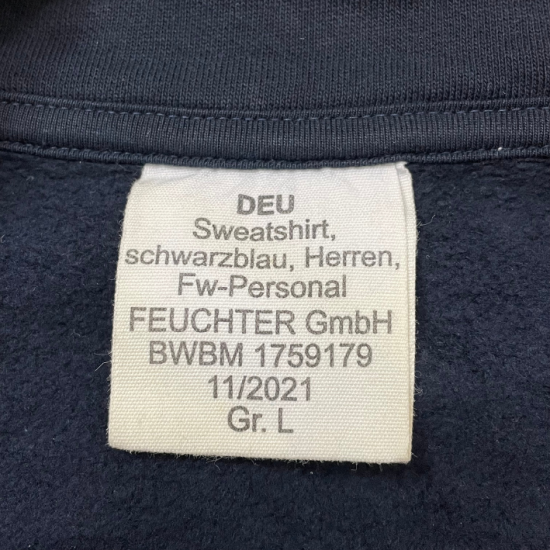 DEU
Sweatshirt,
schwarzblau, Herren,
Fw-Personal
FEUCHTER GmbH
BWBM 1759179
11/2021
Gr. L